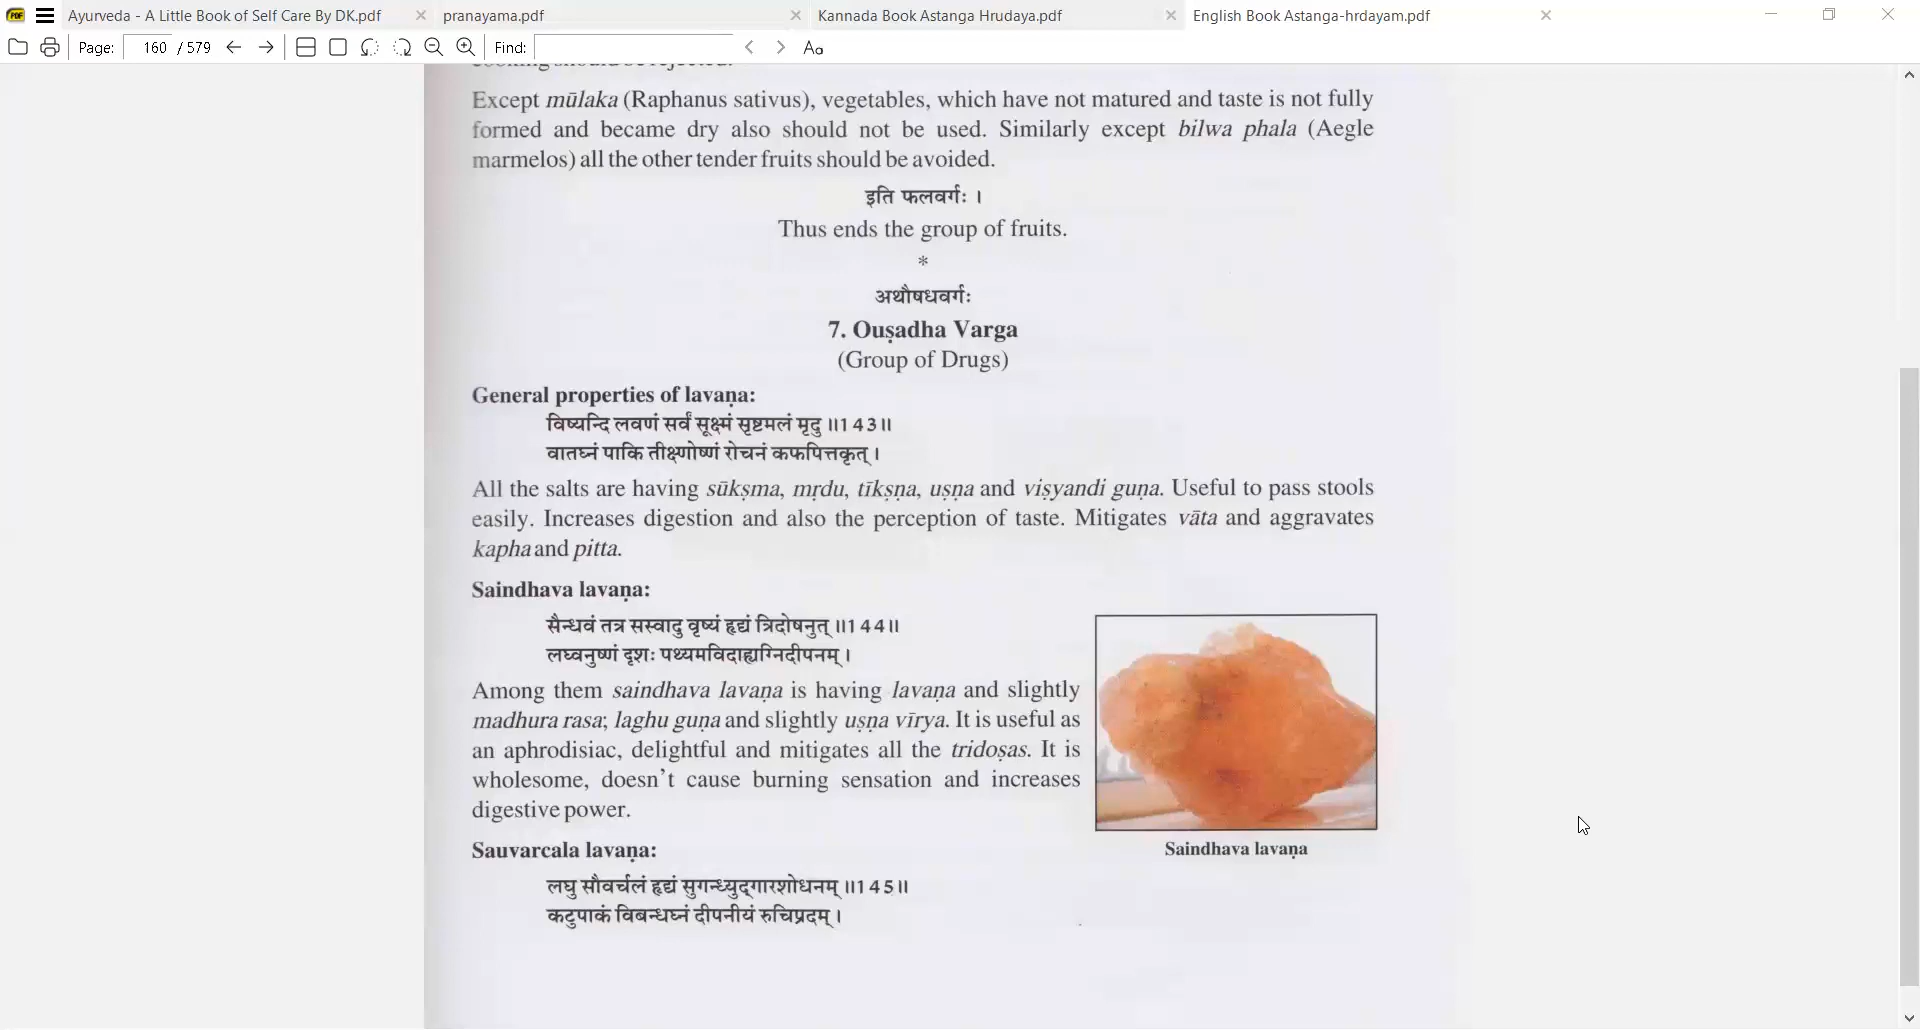 Ayurveda - A Little Book of Self Care By DK.pdf
pranayama.pdf
Kannada Book Astanga Hrudaya.pdf
English Book Astanga-hrdayam.pdf
Page: 160 / 579
Find:
cooking should be rejected.
Except mūlaka (Raphanus sativus), vegetables, which have not matured and taste is not fully
formed and became dry also should not be used. Similarly except bilwa phala (Aegle
marmelos) all the other tender fruits should be avoided.
इति फलवर्गः ।
Thus ends the group of fruits.
*
अथौषधवर्गः
7. Ouṣadha Varga
(Group of Drugs)
General properties of lavaṇa:
विष्यन्दि लवणं सर्वं सूक्ष्मं सृष्टमलं मृदु ॥143॥
वातघ्नं पाकि तीक्ष्णोष्णं रोचनं कफपित्तकृत् ।
All the salts are having sūkṣma, mṛdu, tīkṣṇa, uṣṇa and viṣyandi guṇa. Useful to pass stools
easily. Increases digestion and also the perception of taste. Mitigates vāta and aggravates
kapha and pitta.
Saindhava lavaṇa:
सैन्धवं तत्र सस्वादु वृष्यं हृद्यं त्रिदोषनुत् ॥144॥
लघ्वनुष्णं दृशः पथ्यमविदाह्यग्निदीपनम् ।
Among them saindhava lavaṇa is having lavaṇa and slightly
madhura rasa; laghu guṇa and slightly uṣṇa vīrya. It is useful as
an aphrodisiac, delightful and mitigates all the tridoṣas. It is
wholesome, doesn't cause burning sensation and increases
digestive power.
Saindhava lavaṇa
Sauvarcala lavaṇa:
लघु सौवर्चलं हृद्यं सुगन्ध्युद्गारशोधनम् ॥145॥
कटुपाकं विबन्धघ्नं दीपनीयं रुचिप्रदम् ।